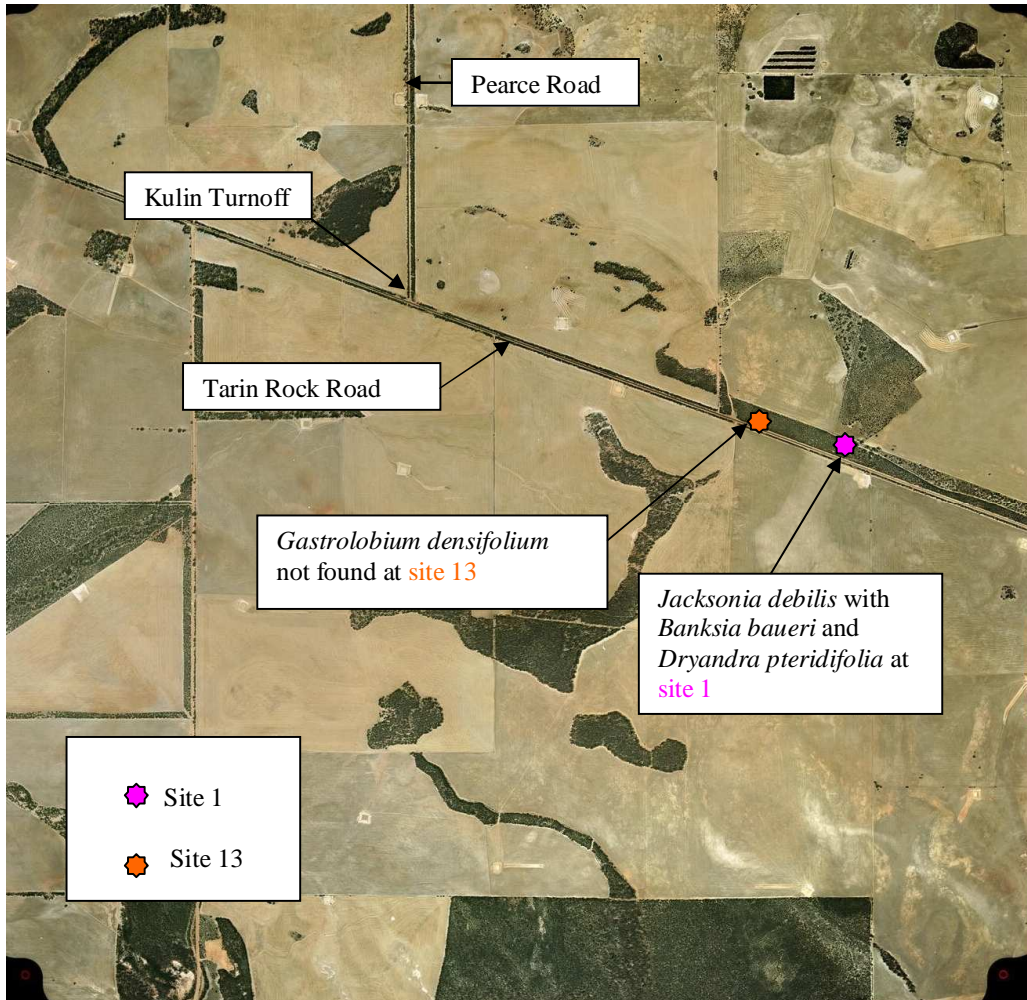 Pearce Road
Kulin Turnoff
Tarin Rock Road
Gastrolobium densifolium
not found at site 13
Jacksonia debilis with
Banksia baueri and
Dryandra pteridifolia at
site 1
Site 1
Site 13